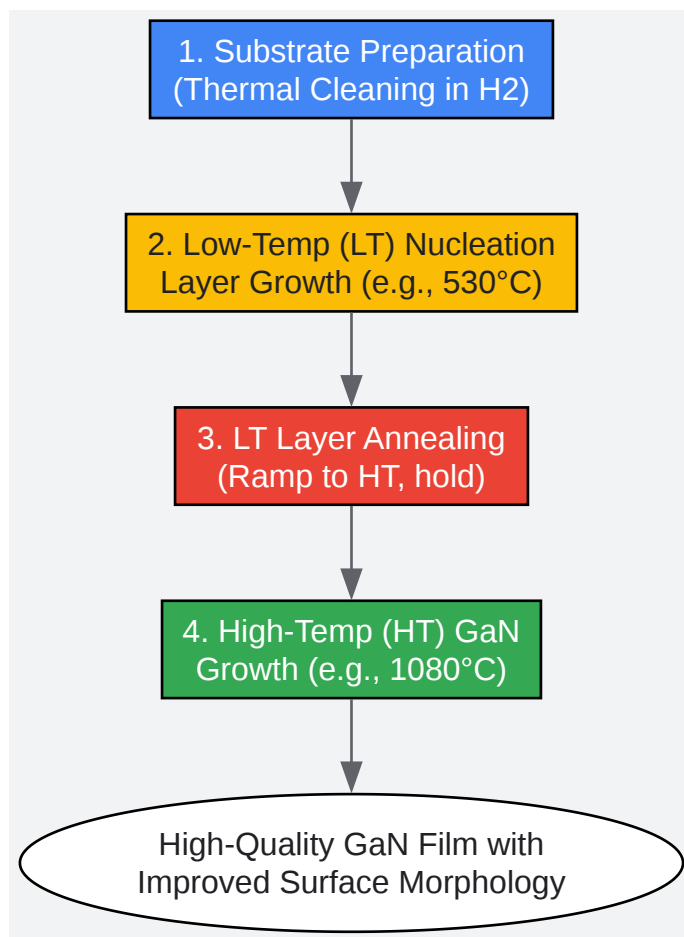 1. Substrate Preparation
(Thermal Cleaning in H2)
2. Low-Temp (LT) Nucleation
Layer Growth (e.g., 530°C)
3. LT Layer Annealing
(Ramp to HT, hold)
4. High-Temp (HT) GaN
Growth (e.g., 1080°C)
High-Quality GaN Film with
Improved Surface Morphology